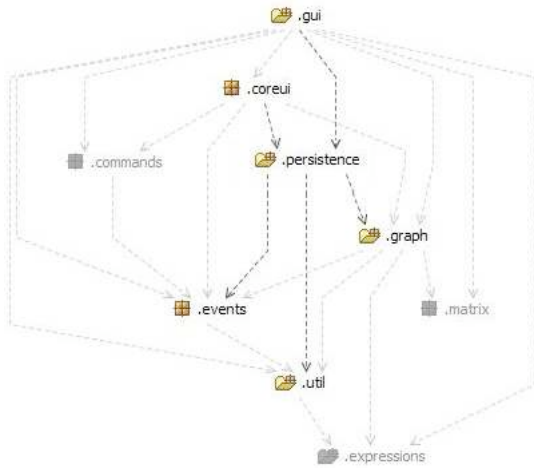 .gui
.coreui
.commands
.persistence
.graph
.events
.matrix
.util
.expressions